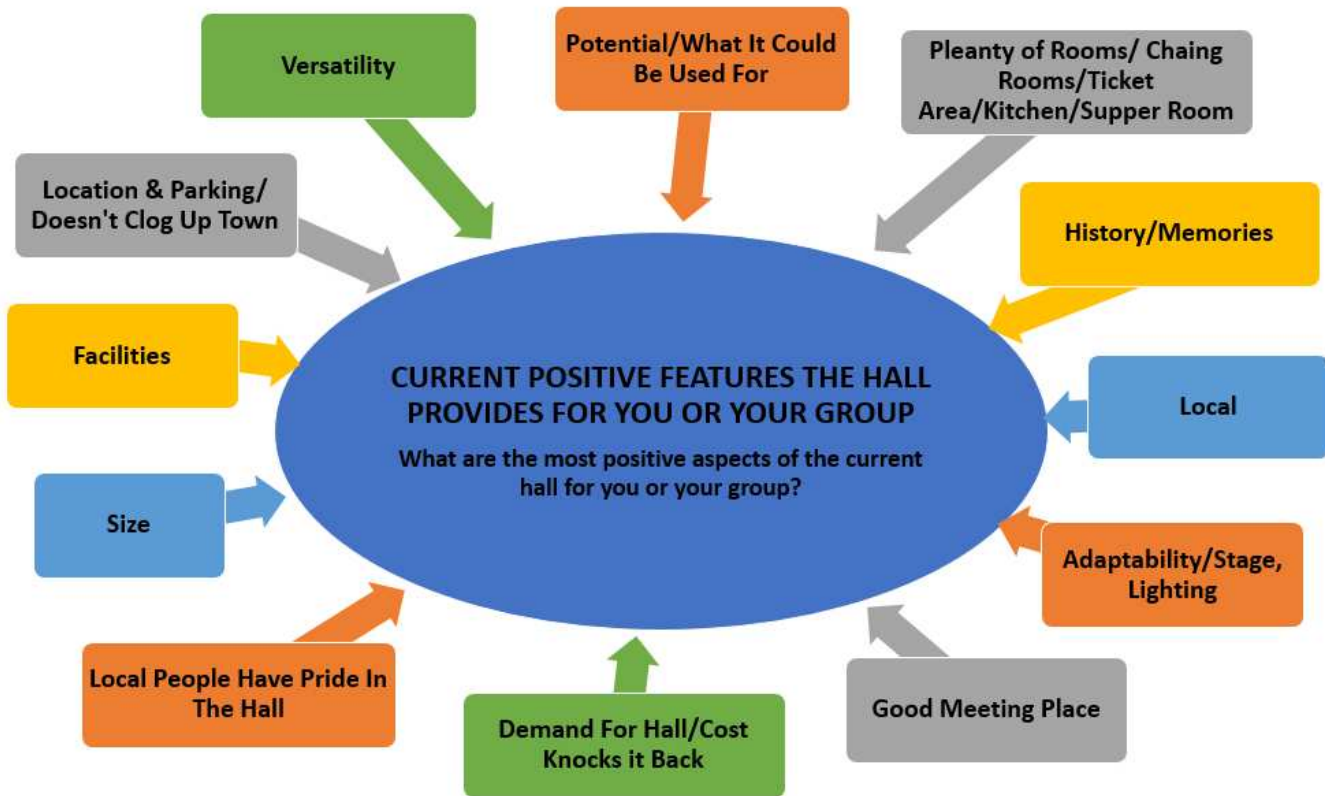 Versatility
Potential/What It Could
Be Used For
Pleanty of Rooms/ Chaing
Rooms/Ticket
Area/Kitchen/Supper Room
Location & Parking/
Doesn't Clog Up Town
History/Memories
Facilities
CURRENT POSITIVE FEATURES THE HALL
PROVIDES FOR YOU OR YOUR GROUP
What are the most positive aspects of the current
hall for you or your group?
Local
Size
Adaptability/Stage,
Lighting
Local People Have Pride In
The Hall
Demand For Hall/Cost
Knocks it Back
Good Meeting Place